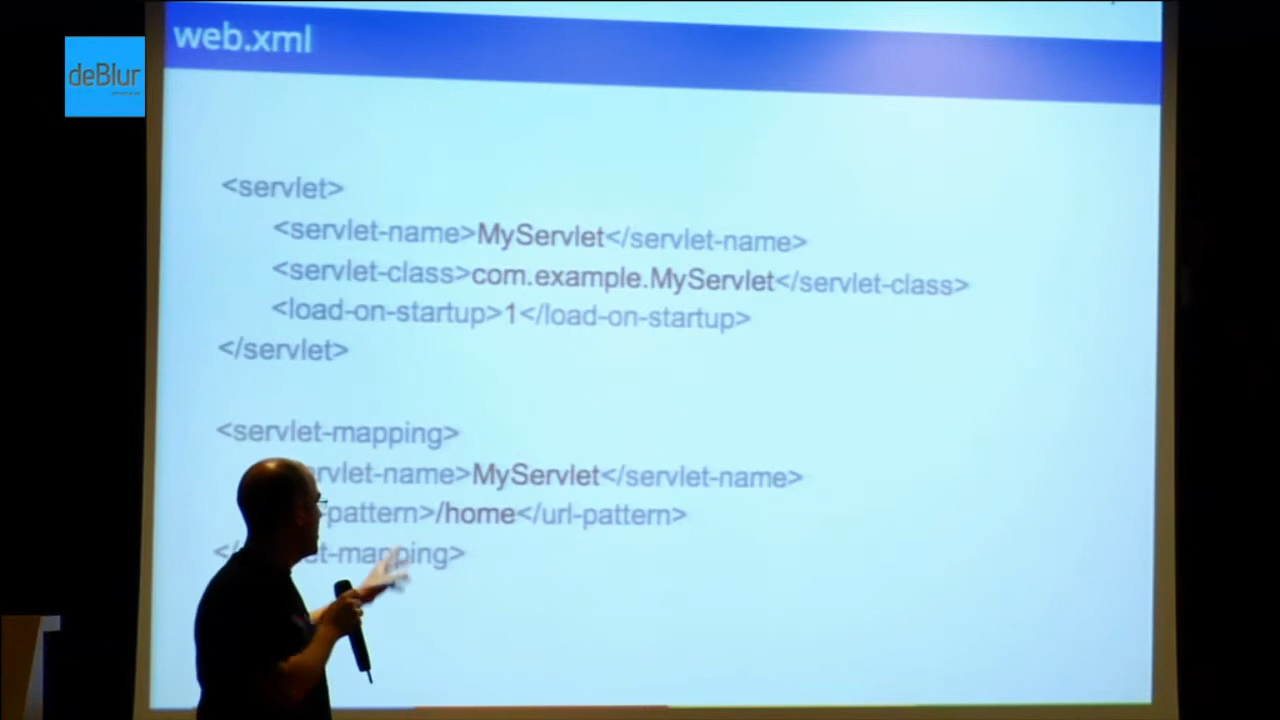 web.xml
deBlur
<servlet>
<servlet-name>MyServlet</servlet-name>
<servlet-class>com.example.MyServlet</servlet-class>
<load-on-startup>1</load-on-startup>
</servlet>
<servlet-mapping>
rvlet-name>MyServlet</servlet-name>
-pattern>/home</url-pattern>
</ t-mapping>